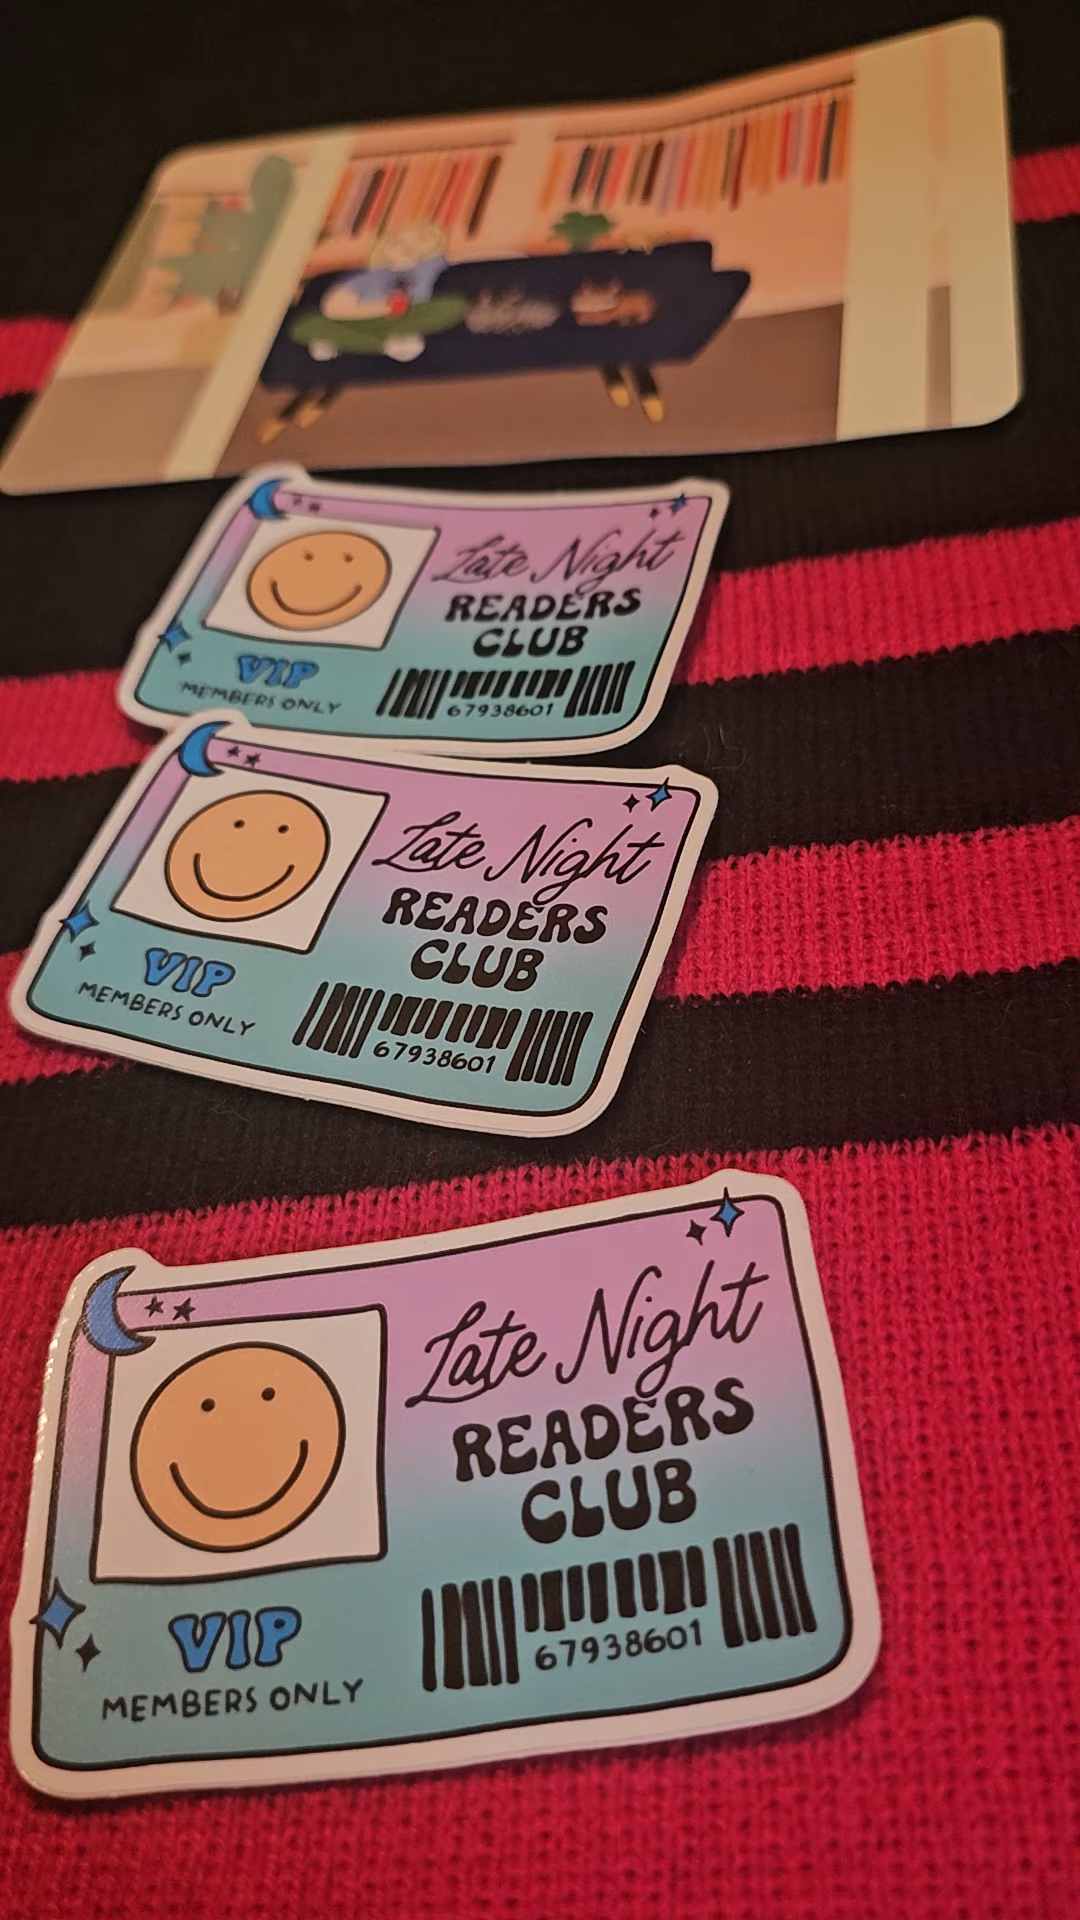 Late Night
READERS
CLUB
VIP
MEMBERS ONLY
67938601
Late Night
READERS
CLUB
VIP
MEMBERS ONLY
67938601
Late Night
READERS
CLUB
VIP
MEMBERS ONLY
67938601